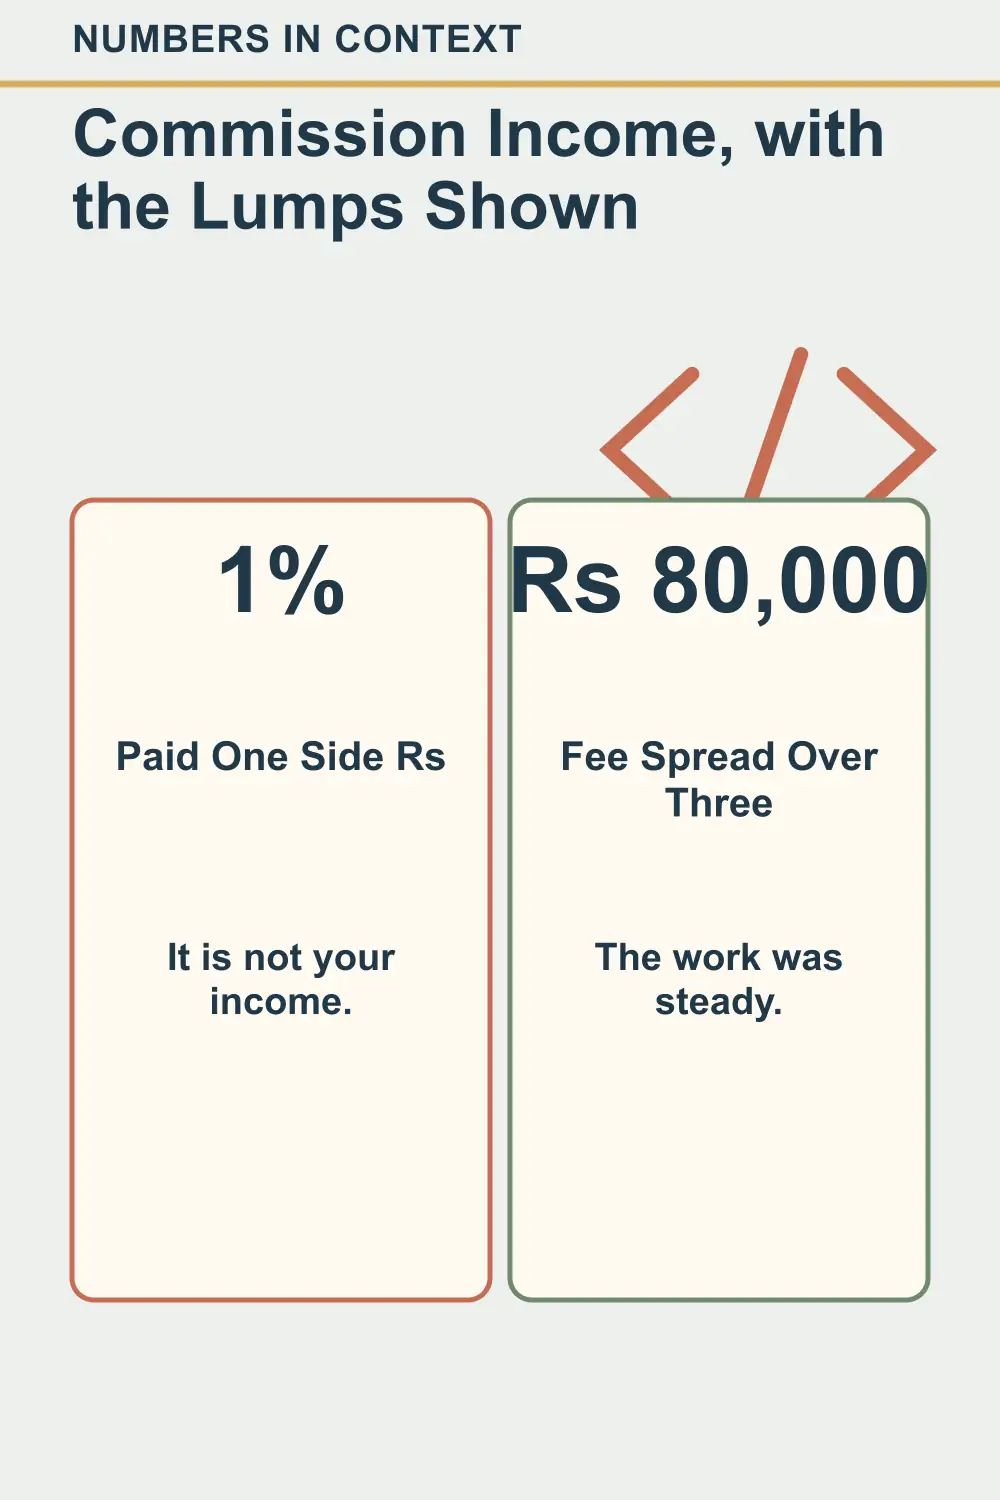 NUMBERS IN CONTEXT
Commission Income, with
the Lumps Shown
1%
Paid One Side Rs
It is not your
income.
Rs 80,000
Fee Spread Over
Three
The work was
steady.